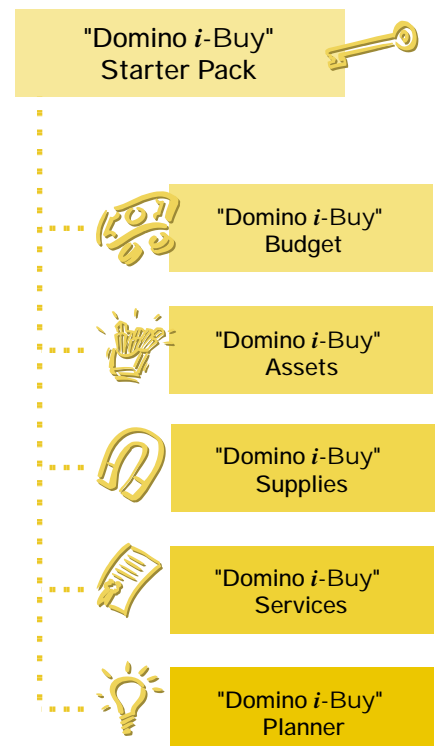 "Domino i-Buy"
Starter Pack
"Domino i-Buy"
Budget
"Domino i-Buy"
Assets
"Domino i-Buy"
Supplies
"Domino i-Buy"
Services
"Domino i-Buy"
Planner